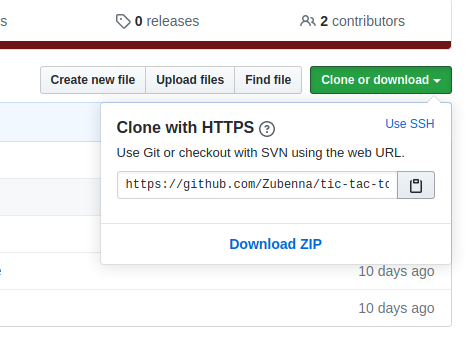 s 0 releases 2 contributors
Create new file Upload files Find file Clone or download
Clone with HTTPS ? Use SSH
Use Git or checkout with SVN using the web URL.
https://github.com/Zubenna/tic-tac-to
Download ZIP
e 10 days ago
10 days ago